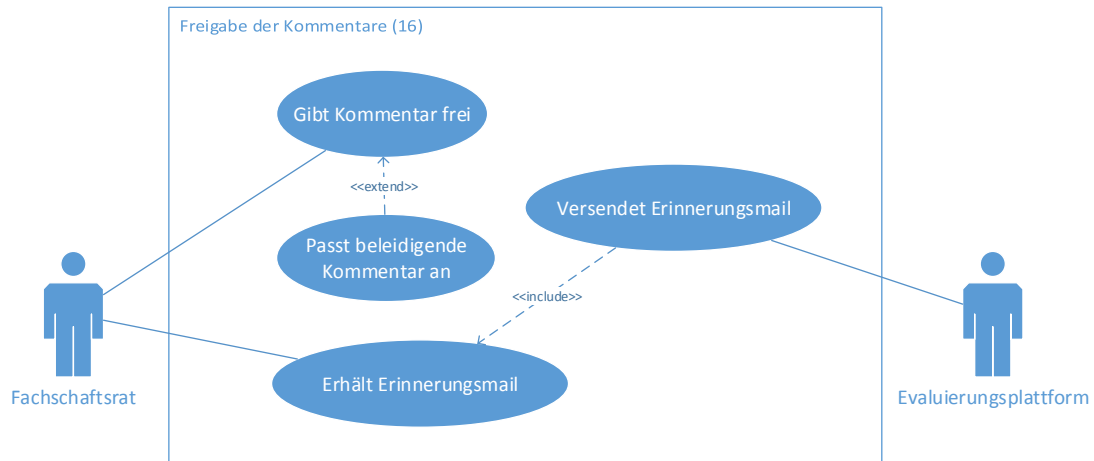 Freigabe der Kommentare (16)
Gibt Kommentar frei
<<extend>>
Versendet Erinnerungsmail
Passt beleidigende
Kommentar an
<<include>>
Erhält Erinnerungsmail
Fachschaftsrat
Evaluierungsplattform